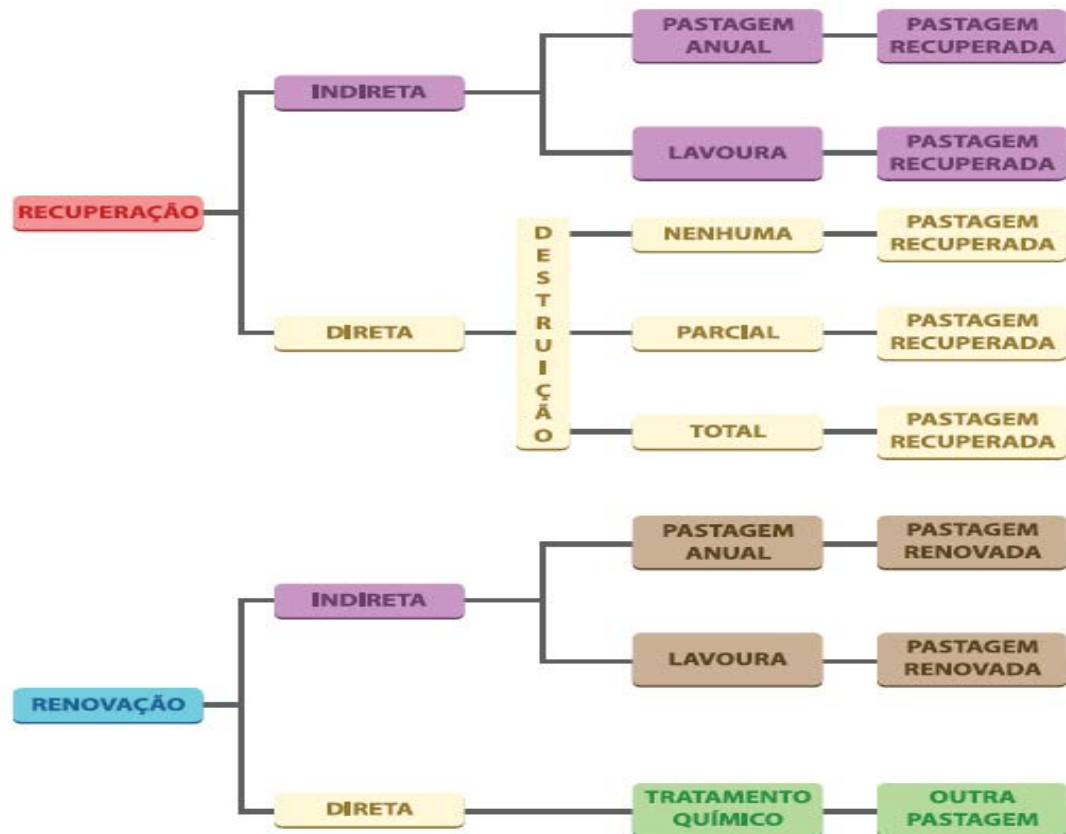 PASTAGEM
ANUAL
PASTAGEM
RECUPERADA
INDIRETA
LAVOURA
PASTAGEM
RECUPERADA
RECUPERAÇÃO
DESTRUIÇÃO
NENHUMA
PASTAGEM
RECUPERADA
DIRETA
PARCIAL
PASTAGEM
RECUPERADA
TOTAL
PASTAGEM
RECUPERADA
PASTAGEM
ANUAL
PASTAGEM
RENOVADA
INDIRETA
LAVOURA
PASTAGEM
RENOVADA
RENOVAÇÃO
DIRETA
TRATAMENTO
QUÍMICO
OUTRA
PASTAGEM